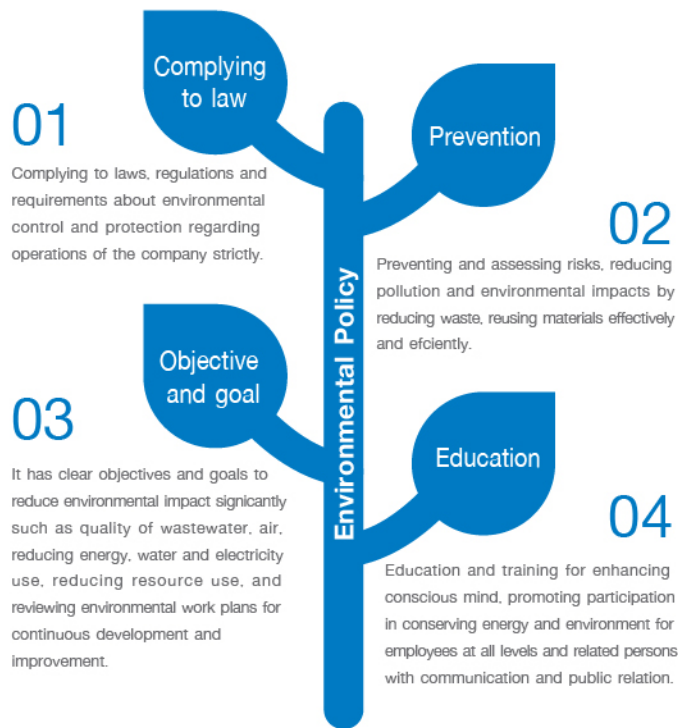 Complying
to law
01
Complying to laws, regulations and
requirements about environmental
control and protection regarding
operations of the company strictly.
Prevention
02
Preventing and assessing risks, reducing
pollution and environmental impacts by
reducing waste, reusing materials effectively
and efciently.
Environmental Policy
Objective
and goal
03
It has clear objectives and goals to
reduce environmental impact signicantly
such as quality of wastewater, air,
reducing energy, water and electricity
use, reducing resource use, and
reviewing environmental work plans for
continuous development and
improvement.
Education
04
Education and training for enhancing
conscious mind, promoting participation
in conserving energy and environment for
employees at all levels and related persons
with communication and public relation.